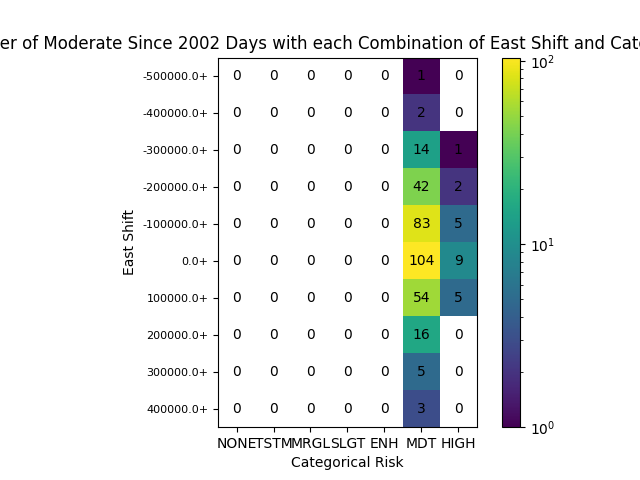 er of Moderate Since 2002 Days with each Combination of East Shift and Cate
-500000.0+ 0 0 0 0 0 1 0
-400000.0+ 0 0 0 0 0 2 0
-300000.0+ 0 0 0 0 0 14 1
-200000.0+ 0 0 0 0 0 42 2
-100000.0+ 0 0 0 0 0 83 5
0.0+ 0 0 0 0 0 104 9
100000.0+ 0 0 0 0 0 54 5
200000.0+ 0 0 0 0 0 16 0
300000.0+ 0 0 0 0 0 5 0
400000.0+ 0 0 0 0 0 3 0
NONE TSTM MRGL SLGT ENH MDT HIGH
Categorical Risk
East Shift
10²
10¹
10⁰